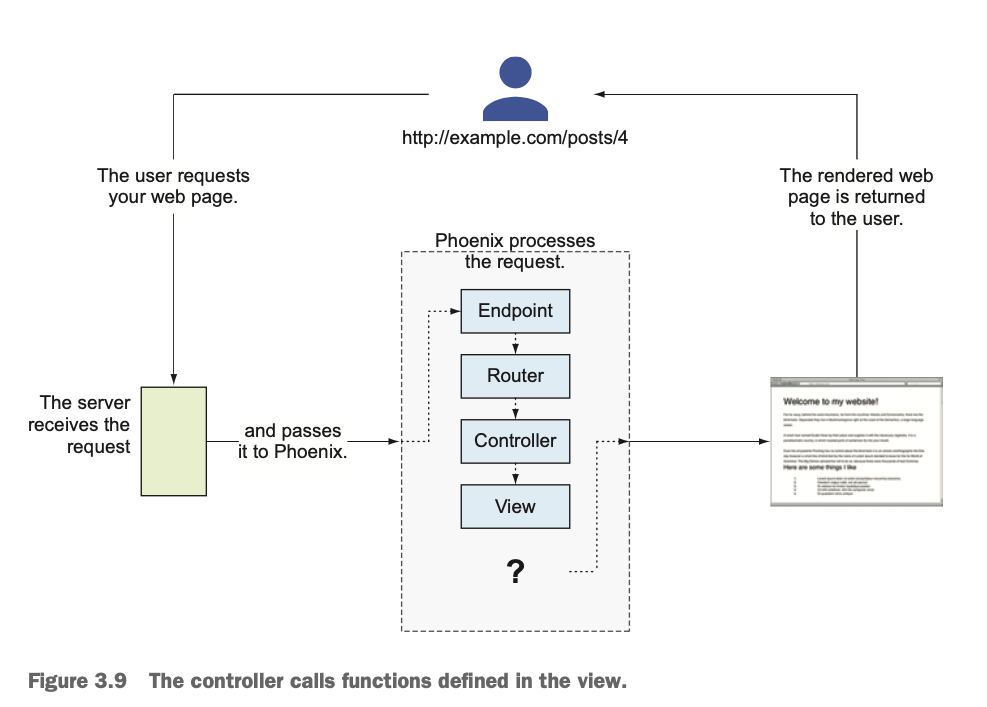 http://example.com/posts/4
The user requests
your web page.
The rendered web
page is returned
to the user.
Phoenix processes
the request.
Endpoint
Router
Controller
View
?
The server
receives the
request
and passes
it to Phoenix.
Welcome to my website!
Here are some things I like
Figure 3.9 The controller calls functions defined in the view.